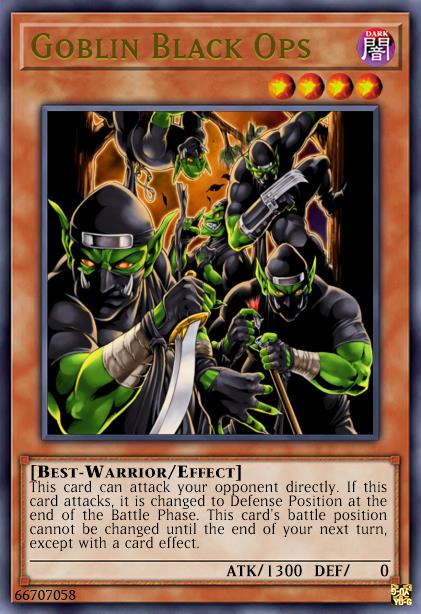 Goblin Black Ops
DARK
闇
[Best-Warrior/Effect]
This card can attack your opponent directly. If this
card attacks, it is changed to Defense Position at the
end of the Battle Phase. This card's battle position
cannot be changed until the end of your next turn,
except with a card effect.
ATK/1300 DEF/ 0
66707058